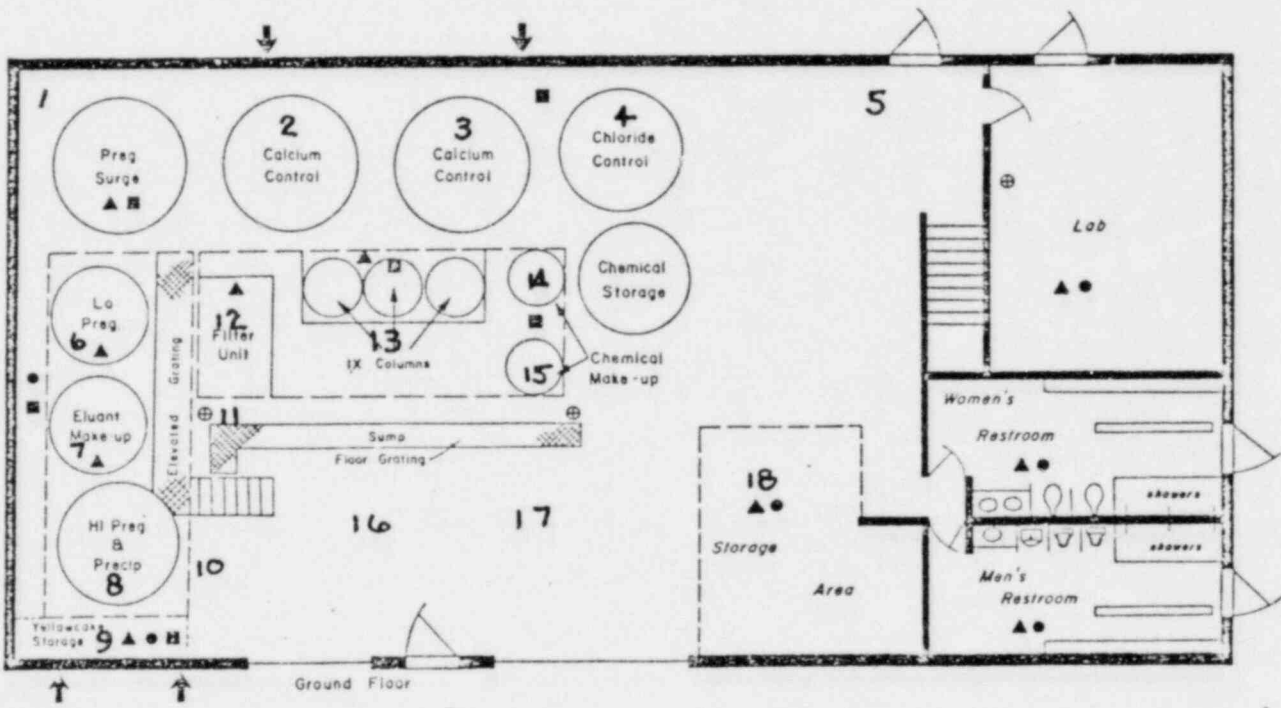 1
Preg
Surge
2
Calcium
Control
3
Calcium
Control
4
Chloride
Control
5
Lab
Chemical
Storage
Lo
Preg
6
Elevated Grating
12
Filter
Unit
13
IX Columns
14
15
Chemical
Make-up
Eluant
Make-up
7
11
Sump
Floor Grating
Women's
Restroom
showers
showers
Men's
Restroom
HI Preg
&
Precip
8
10
16
17
18
Storage
Area
Yellowcake
Storage
9
Ground Floor